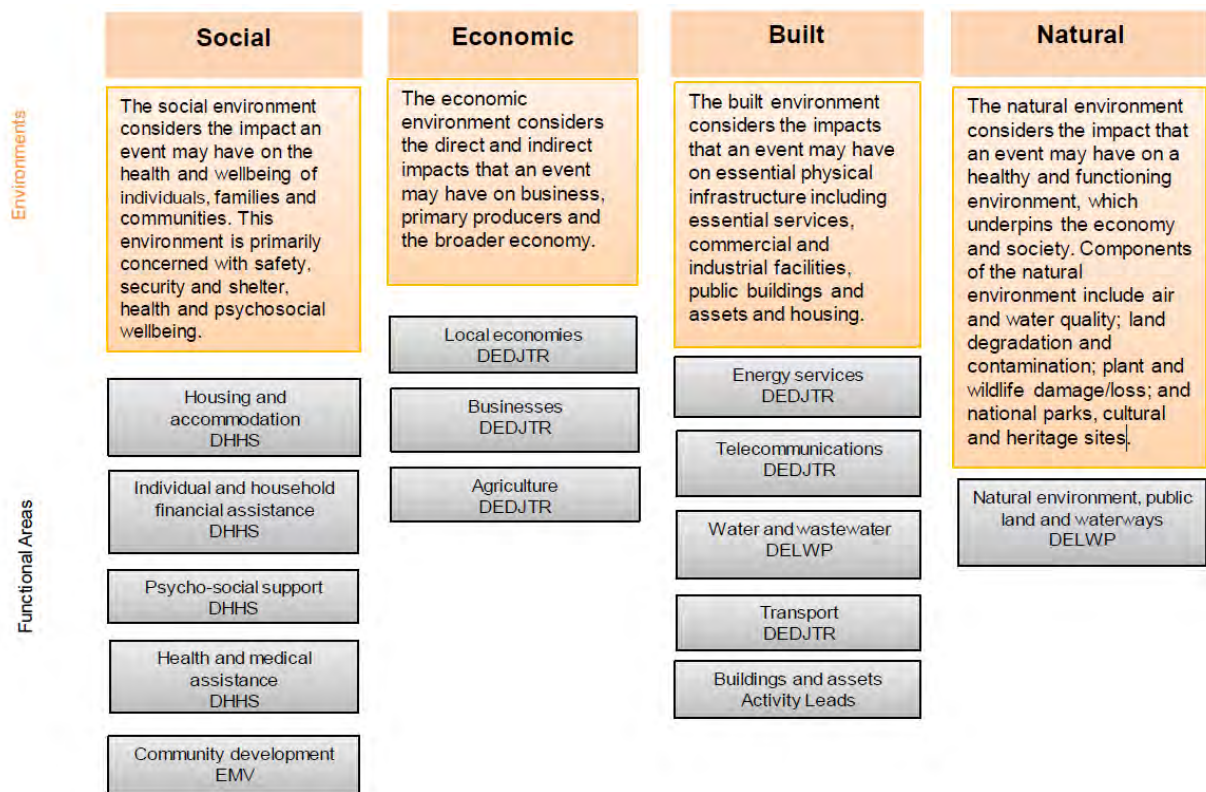 Social
Economic
Built
Natural
Environments
The social environment
considers the impact an
event may have on the
health and wellbeing of
individuals, families and
communities. This
environment is primarily
concerned with safety,
security and shelter,
health and psychosocial
wellbeing.
The economic
environment considers
the direct and indirect
impacts that an event
may have on business,
primary producers and
the broader economy.
The built environment
considers the impacts
that an event may have
on essential physical
infrastructure including
essential services,
commercial and
industrial facilities,
public buildings and
assets and housing.
The natural environment
considers the impact that
an event may have on a
healthy and functioning
environment, which
underpins the economy
and society. Components
of the natural
environment include air
and water quality; land
degradation and
contamination; plant and
wildlife damage/loss; and
national parks, cultural
and heritage sites.
Functional Areas
Housing and
accommodation
DHHS
Individual and household
financial assistance
DHHS
Psycho-social support
DHHS
Health and medical
assistance
DHHS
Community development
EMV
Local economies
DEDJTR
Businesses
DEDJTR
Agriculture
DEDJTR
Energy services
DEDJTR
Telecommunications
DEDJTR
Water and wastewater
DELWP
Transport
DEDJTR
Buildings and assets
Activity Leads
Natural environment, public
land and waterways
DELWP